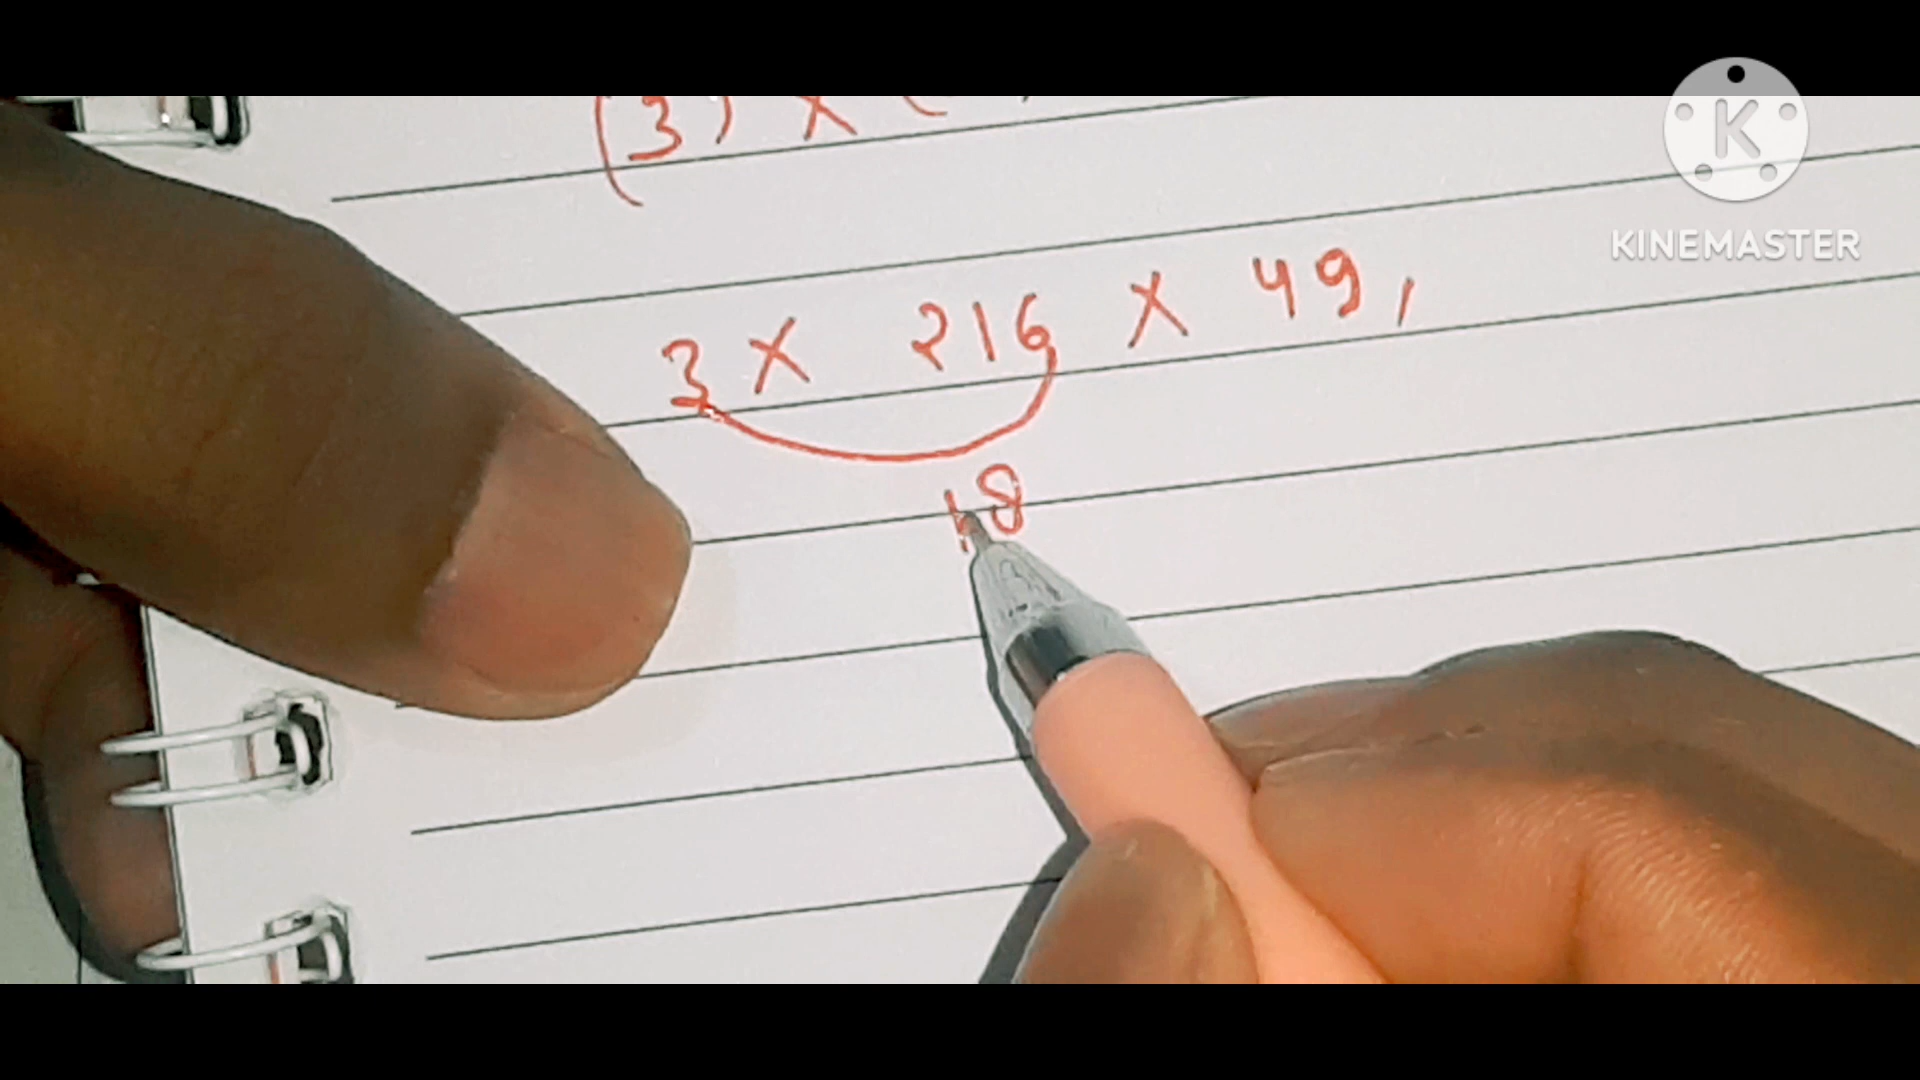 (3) X (
K
KINEMASTER
3 X 216 X 49,
18